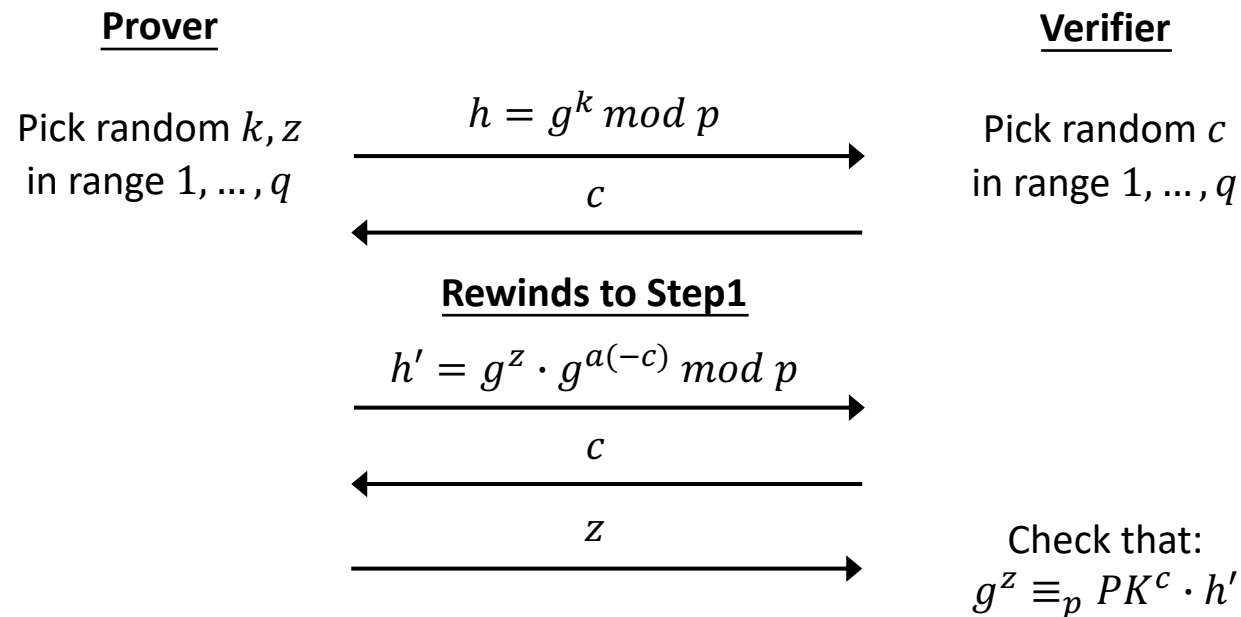 Prover
Verifier
Pick random k, z
in range 1, … , q
h = g^k mod p
Pick random c
in range 1, … , q
c
Rewinds to Step1
h′ = g^z · g^{a(−c)} mod p
c
z
Check that:
g^z ≡_p PK^c · h′